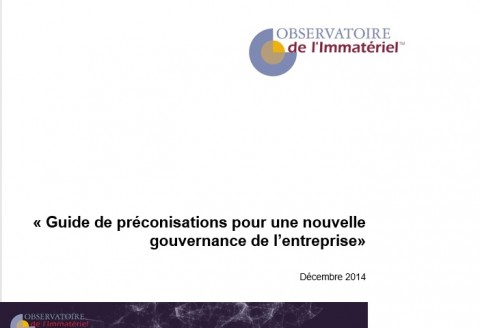 OBSERVATOIRE
de l'Immatériel™
« Guide de préconisations pour une nouvelle
gouvernance de l’entreprise»
Décembre 2014
OBSERVATOIRE
de l'Immatériel